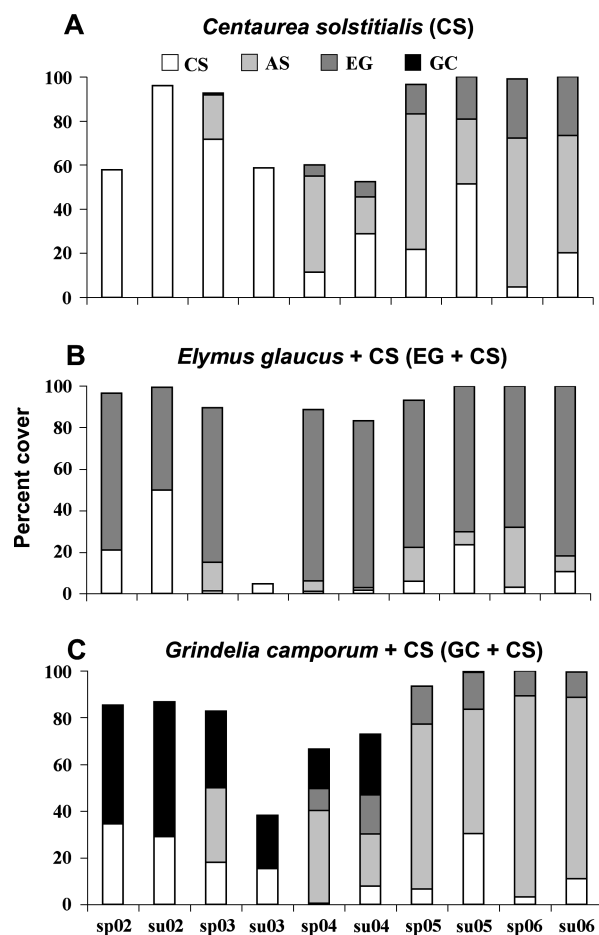 A
Centaurea solstitialis (CS)
CS AS EG GC
100
80
60
40
20
0
B
Elymus glaucus + CS (EG + CS)
100
80
60
40
20
0
Percent cover
C
Grindelia camporum + CS (GC + CS)
100
80
60
40
20
0
sp02 su02 sp03 su03 sp04 su04 sp05 su05 sp06 su06